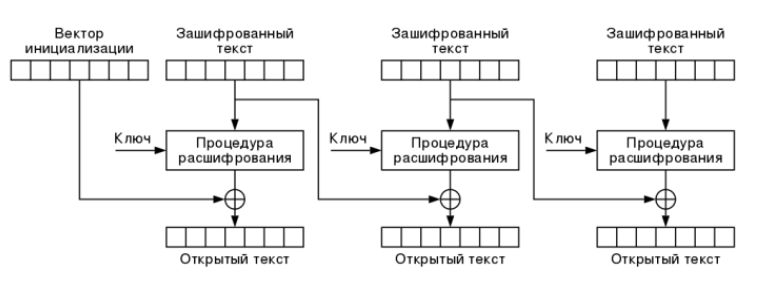 Вектор
инициализации
Зашифрованный
текст
Зашифрованный
текст
Зашифрованный
текст
Ключ
Процедура
расшифрования
Ключ
Процедура
расшифрования
Ключ
Процедура
расшифрования
Открытый текст
Открытый текст
Открытый текст